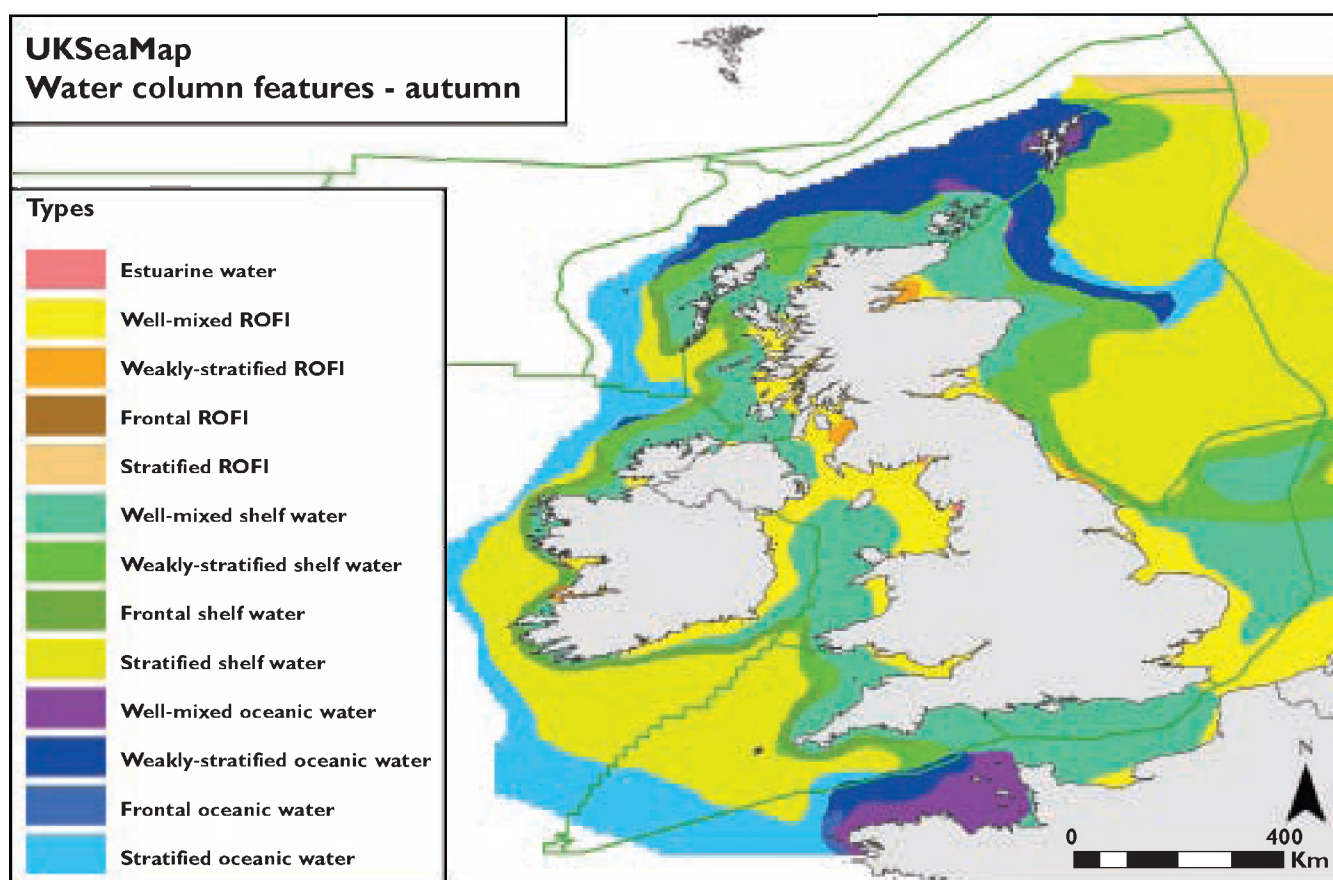 UKSeaMap
Water column features - autumn
Types
Estuarine water
Well-mixed ROFI
Weakly-stratified ROFI
Frontal ROFI
Stratified ROFI
Well-mixed shelf water
Weakly-stratified shelf water
Frontal shelf water
Stratified shelf water
Well-mixed oceanic water
Weakly-stratified oceanic water
Frontal oceanic water
Stratified oceanic water
N
0 400
Km